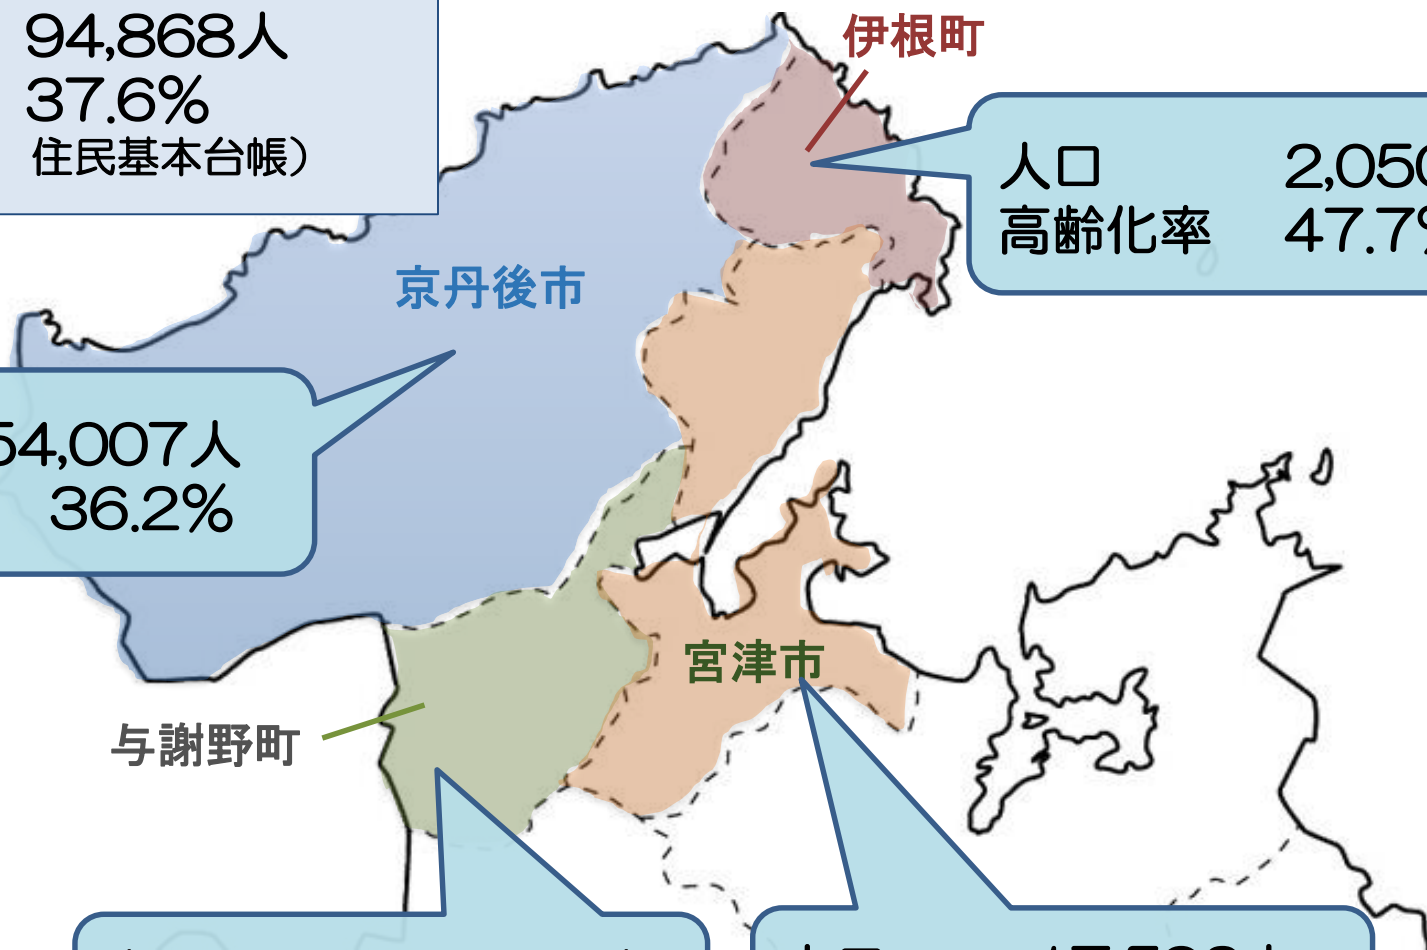 94,868人
37.6%
住民基本台帳）
伊根町
人口 2,050
高齢化率 47.7%
京丹後市
54,007人
36.2%
宮津市
与謝野町